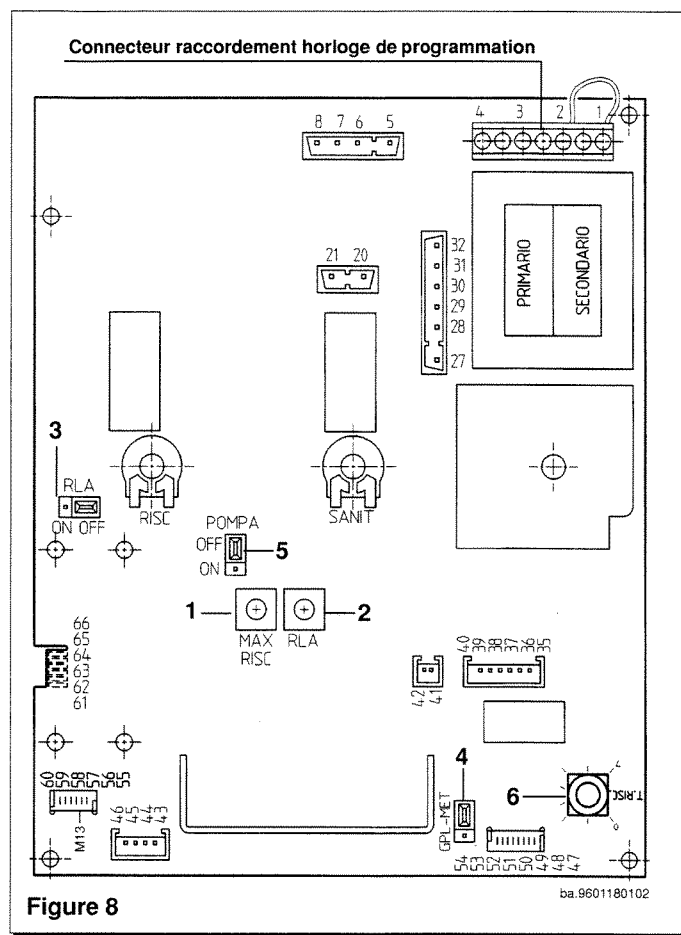 Connecteur raccordement horloge de programmation
8 7 6 5
4 3 2 1
21 20
32
31
30
29
28
27
PRIMARIO
SECONDARIO
3
RLA
ON OFF
RISC
SANIT
POMPA
OFF
ON
5
1
2
MAX
RISC
RLA
66
65
64
63
62
61
42 41
40 39 38 37 36 35
60 59 58 57 56 55
M13
46 45 44 43
4
GPL-MET
54 53 52 51 50 49 48 47
6
7
T.RISC
0
ba.9601180102
Figure 8